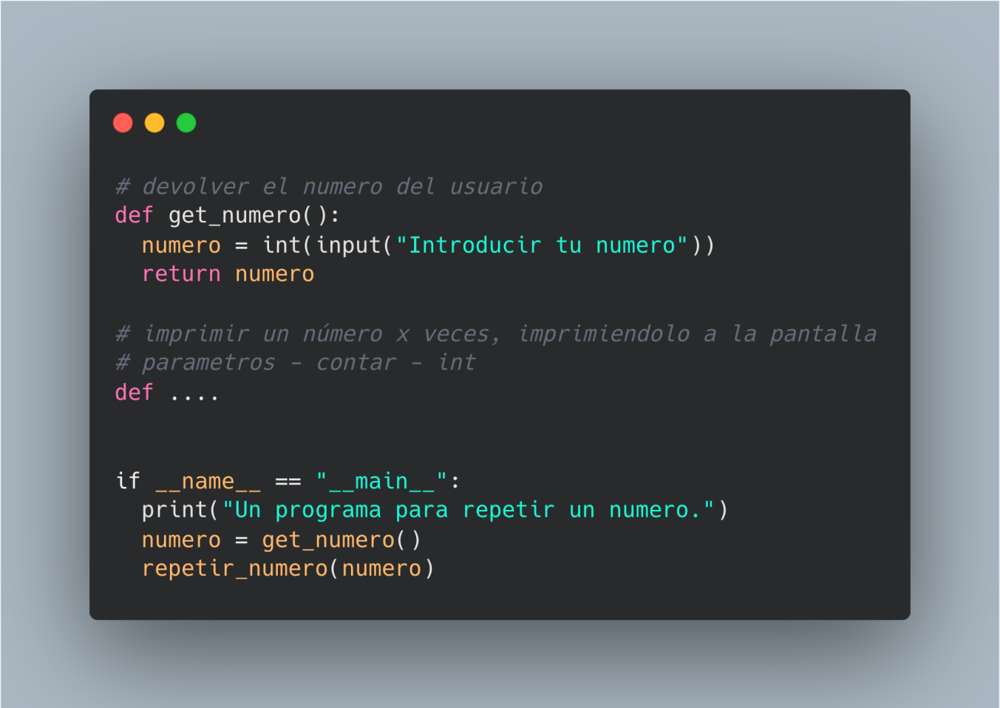 # devolver el numero del usuario
def get_numero():
  numero = int(input("Introducir tu numero"))
  return numero

# imprimir un número x veces, imprimiendolo a la pantalla
# parametros - contar - int
def ....

if __name__ == "__main__":
  print("Un programa para repetir un numero.")
  numero = get_numero()
  repetir_numero(numero)